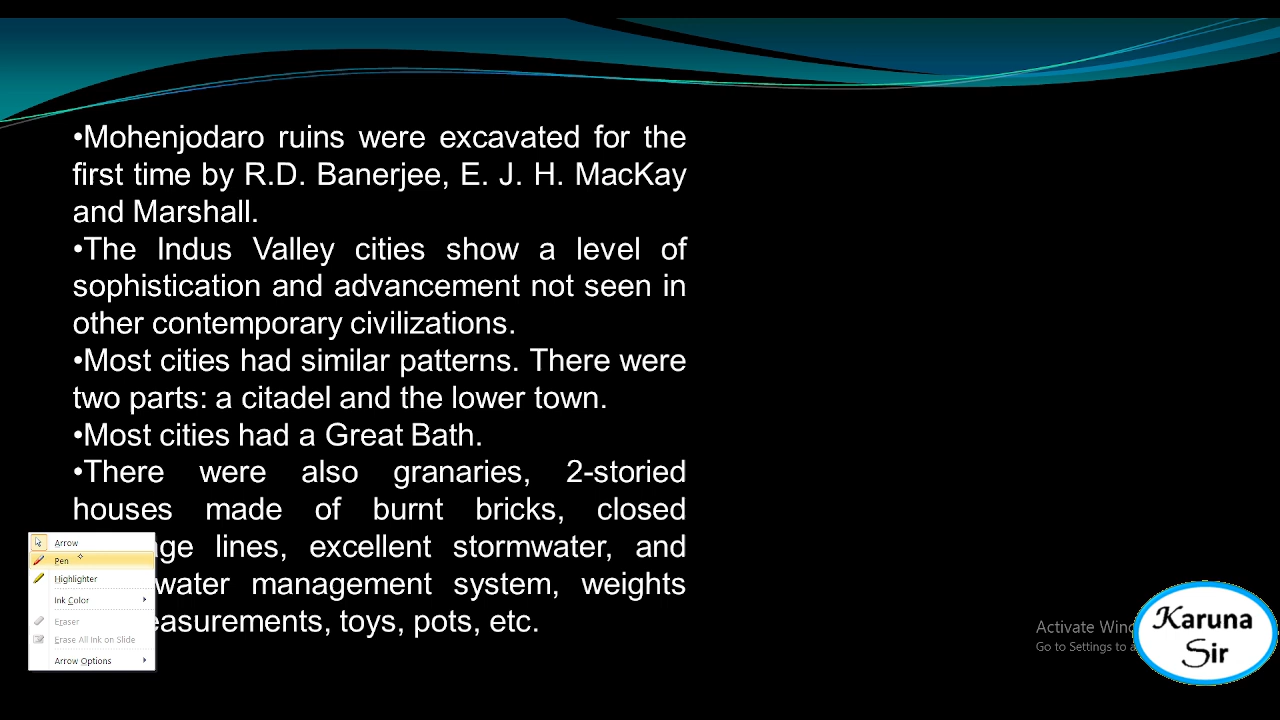 •Mohenjodaro ruins were excavated for the
first time by R.D. Banerjee, E. J. H. MacKay
and Marshall.
•The Indus Valley cities show a level of
sophistication and advancement not seen in
other contemporary civilizations.
•Most cities had similar patterns. There were
two parts: a citadel and the lower town.
•Most cities had a Great Bath.
•There were also granaries, 2-storied
houses made of burnt bricks, closed
lines, excellent stormwater, and
water management system, weights
toys, pots, etc.
Arrow
Pen
Highlighter
Ink Color
Eraser
Erase All Ink on Slide
Arrow Options
Activate
Go to Settings to
Karuna
Sir